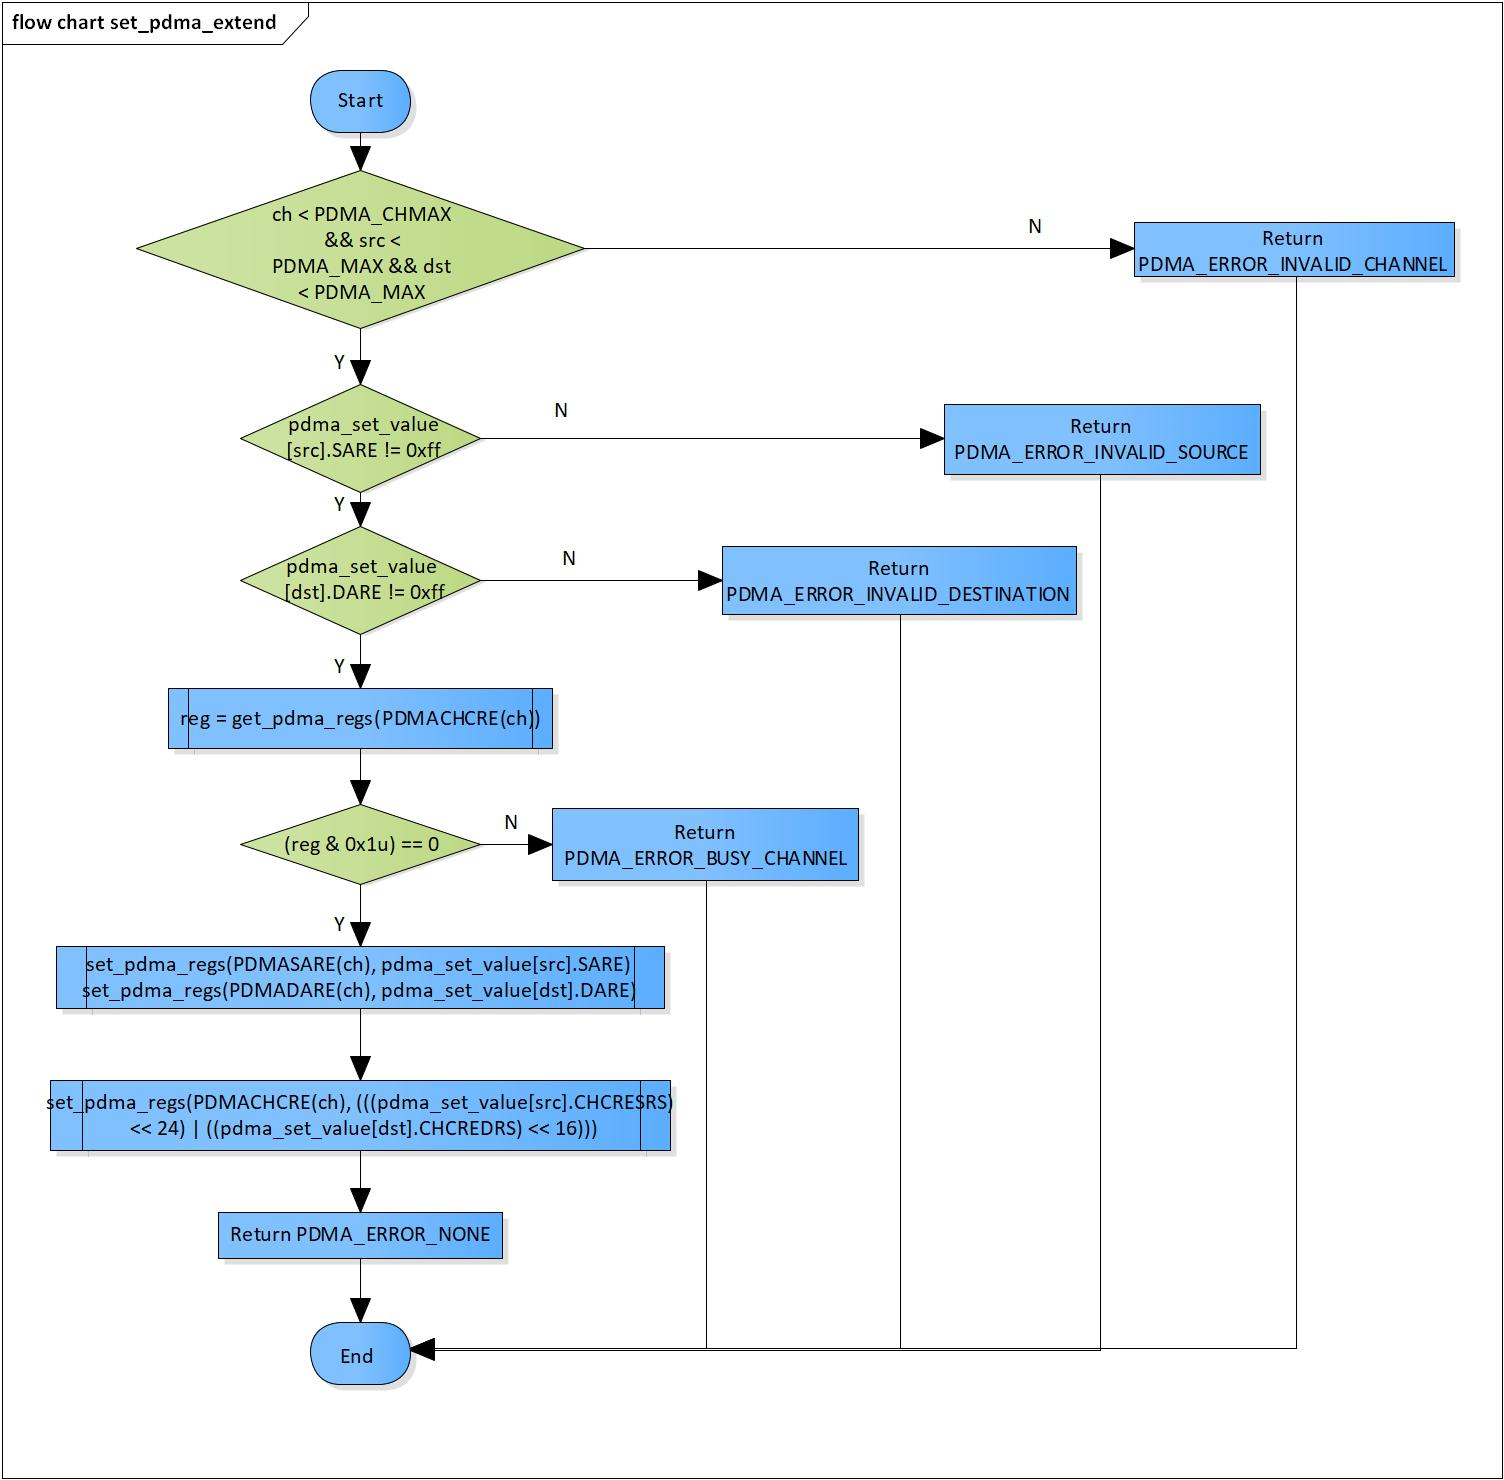 flow chart set_pdma_extend
Start
ch < PDMA_CHMAX
&& src <
PDMA_MAX && dst
< PDMA_MAX
N
Return
PDMA_ERROR_INVALID_CHANNEL
Y
pdma_set_value
[src].SARE != 0xff
N
Return
PDMA_ERROR_INVALID_SOURCE
Y
pdma_set_value
[dst].DARE != 0xff
N
Return
PDMA_ERROR_INVALID_DESTINATION
Y
reg = get_pdma_regs(PDMACHCRE(ch))
(reg & 0x1u) == 0
N
Return
PDMA_ERROR_BUSY_CHANNEL
Y
set_pdma_regs(PDMASARE(ch), pdma_set_value[src].SARE)
set_pdma_regs(PDMADARE(ch), pdma_set_value[dst].DARE)
set_pdma_regs(PDMACHCRE(ch), (((pdma_set_value[src].CHCRESRS)
<< 24) | ((pdma_set_value[dst].CHCREDRS) << 16)))
Return PDMA_ERROR_NONE
End